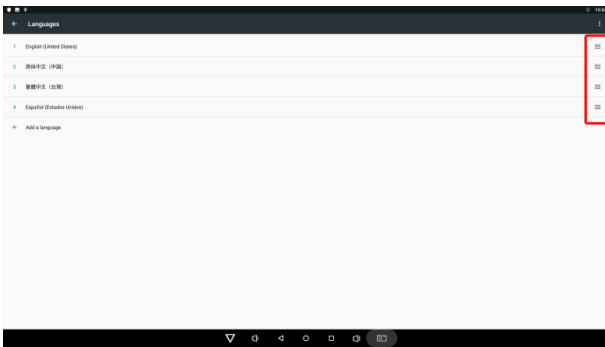 Languages
1 English (United States)
2 简体中文 (中国)
3 繁體中文 (台灣)
4 Español (Estados Unidos)
+ Add a language